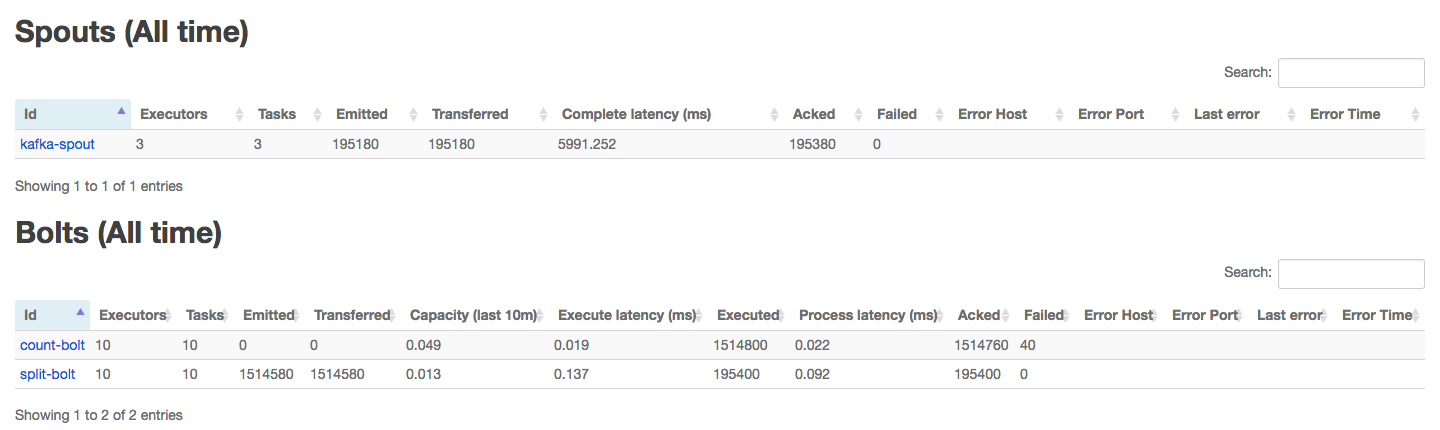 Spouts (All time)
Search:
Id Executors Tasks Emitted Transferred Complete latency (ms) Acked Failed Error Host Error Port Last error Error Time
kafka-spout 3 3 195180 195180 5991.252 195380 0
Showing 1 to 1 of 1 entries
Bolts (All time)
Search:
Id Executors Tasks Emitted Transferred Capacity (last 10m) Execute latency (ms) Executed Process latency (ms) Acked Failed Error Host Error Port Last error Error Time
count-bolt 10 10 0 0 0.049 0.019 1514800 0.022 1514760 40
split-bolt 10 10 1514580 1514580 0.013 0.137 195400 0.092 195400 0
Showing 1 to 2 of 2 entries